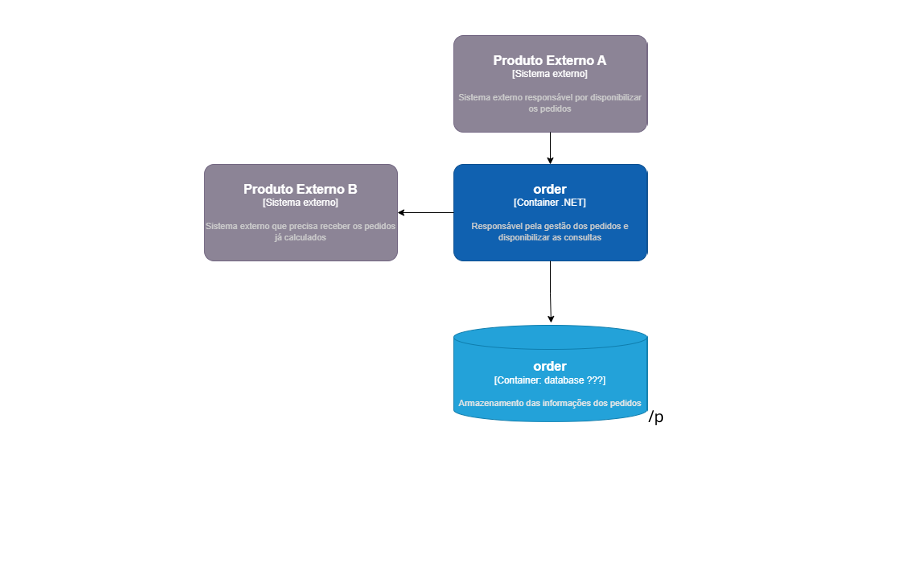 Produto Externo A
[Sistema externo]
Sistema externo responsável por disponibilizar
os pedidos
Produto Externo B
[Sistema externo]
Sistema externo que precisa receber os pedidos
já calculados
order
[Container .NET]
Responsável pela gestão dos pedidos e
disponibilizar as consultas
order
[Container: database ???]
Armazenamento das informações dos pedidos
/p